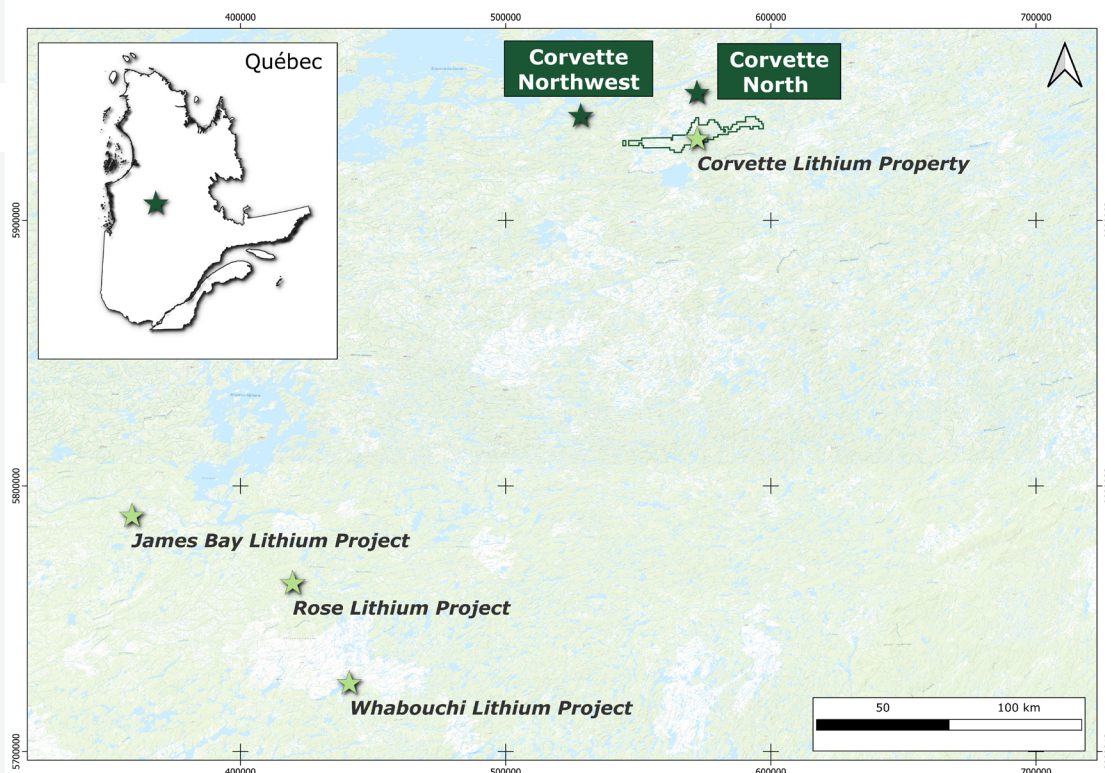 400000
500000
600000
700000
Québec
Corvette
Northwest
Corvette
North
Corvette Lithium Property
5900000
5800000
James Bay Lithium Project
Rose Lithium Project
Whabouchi Lithium Project
50
100 km
5700000
400000
500000
600000
700000